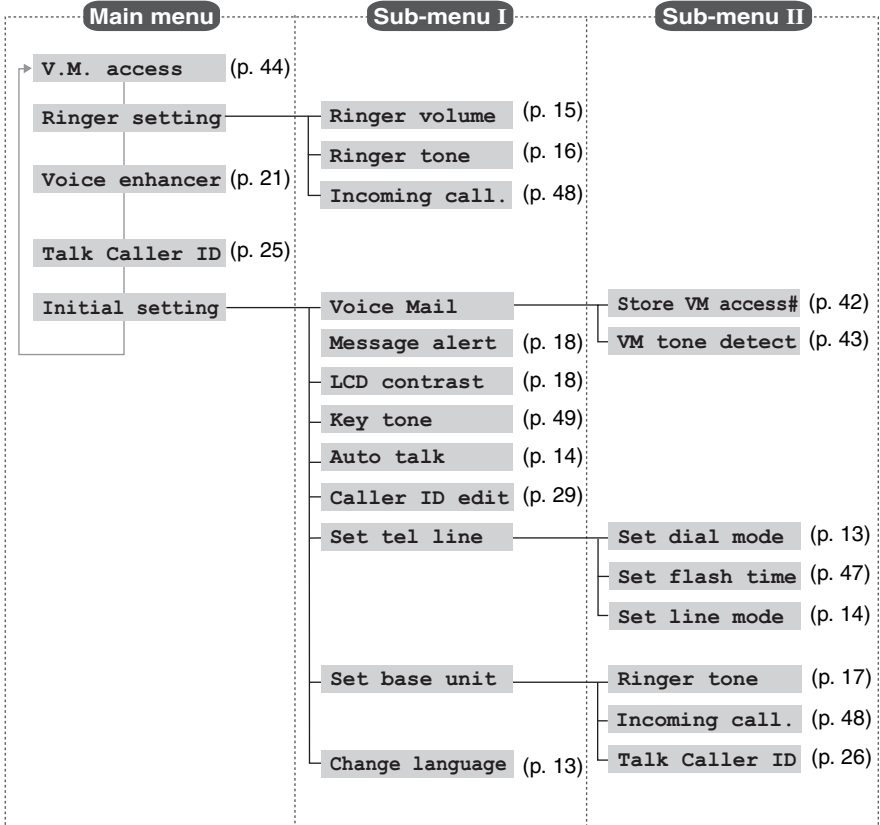 Main menu Sub-menu I Sub-menu II
V.M. access (p. 44)
Ringer setting Ringer volume (p. 15)
Ringer tone (p. 16)
Voice enhancer (p. 21)
Incoming call. (p. 48)
Talk Caller ID (p. 25)
Initial setting Voice Mail Store VM access# (p. 42)
Message alert (p. 18) VM tone detect (p. 43)
LCD contrast (p. 18)
Key tone (p. 49)
Auto talk (p. 14)
Caller ID edit (p. 29)
Set tel line Set dial mode (p. 13)
Set flash time (p. 47)
Set line mode (p. 14)
Set base unit Ringer tone (p. 17)
Incoming call. (p. 48)
Change language (p. 13) Talk Caller ID (p. 26)